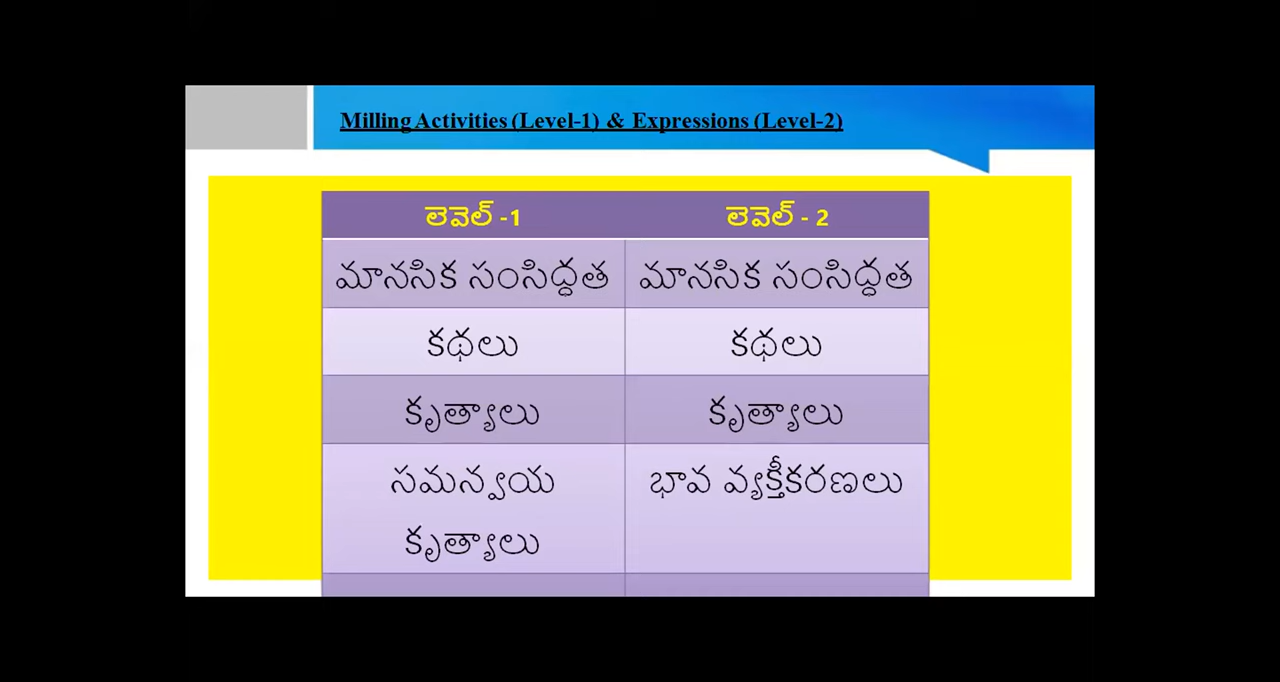 Milling Activities (Level-1) & Expressions (Level-2)
లెవెల్ -1 లెవెల్ - 2
మానసిక సంసిద్ధత మానసిక సంసిద్ధత
కథలు కథలు
కృత్యాలు కృత్యాలు
సమన్వయ భావ వ్యక్తీకరణలు
కృత్యాలు